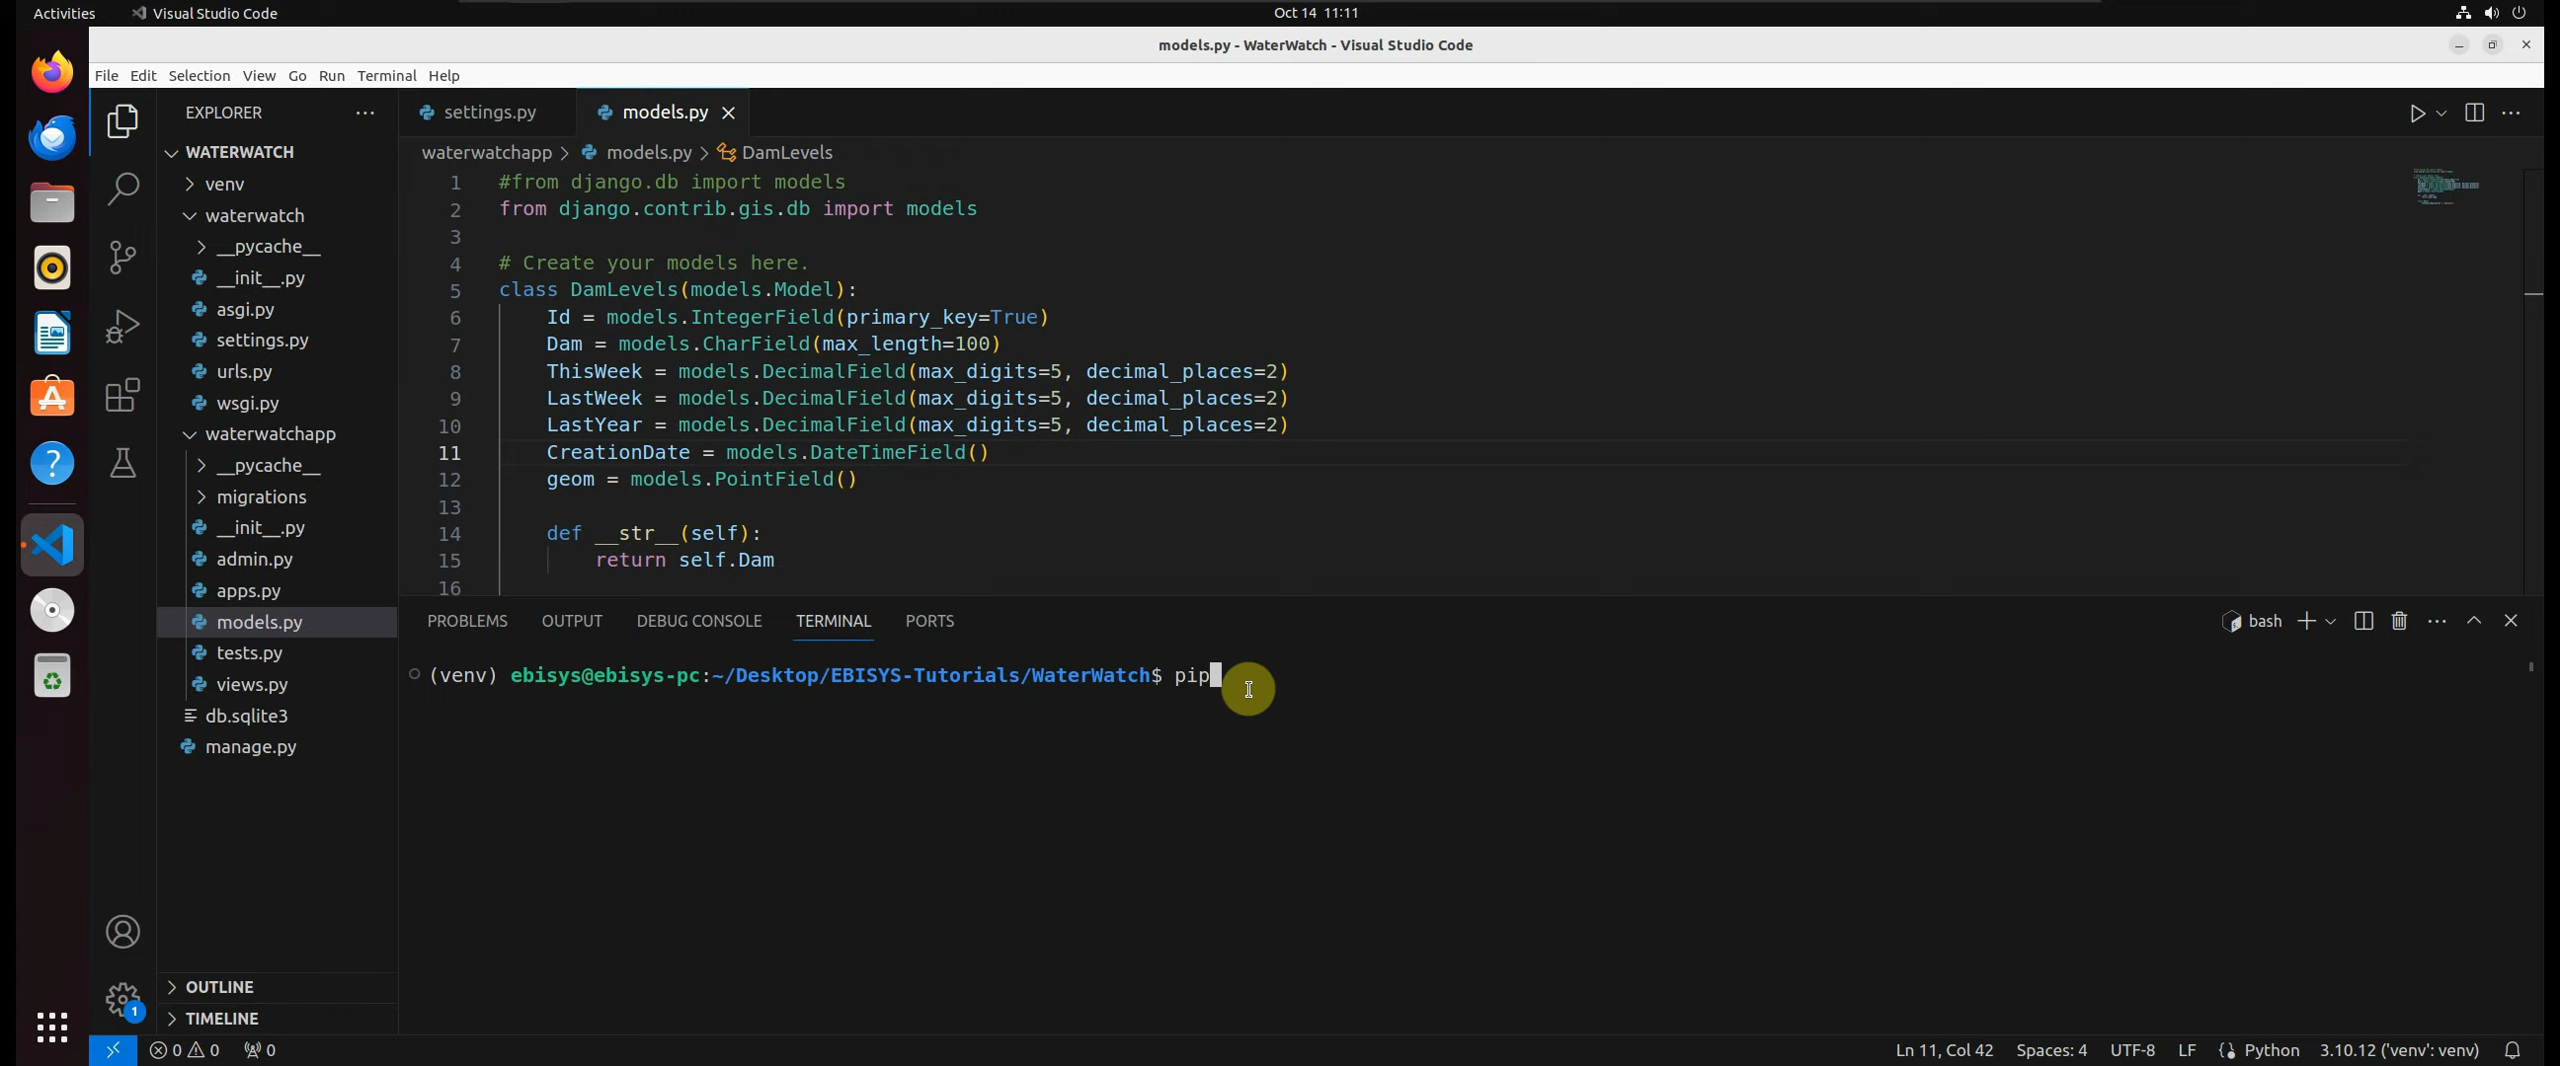 Activities Visual Studio Code Oct 14 11:11
models.py - WaterWatch - Visual Studio Code
File Edit Selection View Go Run Terminal Help
EXPLORER
WATERWATCH
venv
waterwatch
__pycache__
__init__.py
asgi.py
settings.py
urls.py
wsgi.py
waterwatchapp
__pycache__
migrations
__init__.py
admin.py
apps.py
models.py
tests.py
views.py
db.sqlite3
manage.py
OUTLINE
TIMELINE
settings.py models.py
waterwatchapp > models.py > DamLevels
1 #from django.db import models
2 from django.contrib.gis.db import models
3
4 # Create your models here.
5 class DamLevels(models.Model):
6 Id = models.IntegerField(primary_key=True)
7 Dam = models.CharField(max_length=100)
8 ThisWeek = models.DecimalField(max_digits=5, decimal_places=2)
9 LastWeek = models.DecimalField(max_digits=5, decimal_places=2)
10 LastYear = models.DecimalField(max_digits=5, decimal_places=2)
11 CreationDate = models.DateTimeField()
12 geom = models.PointField()
13
14 def __str__(self):
15 return self.Dam
16
PROBLEMS OUTPUT DEBUG CONSOLE TERMINAL PORTS bash
(venv) ebisys@ebisys-pc:~/Desktop/EBISYS-Tutorials/WaterWatch$ pip
1
0 0 0 Ln 11, Col 42 Spaces: 4 UTF-8 LF Python 3.10.12 ('venv': venv)